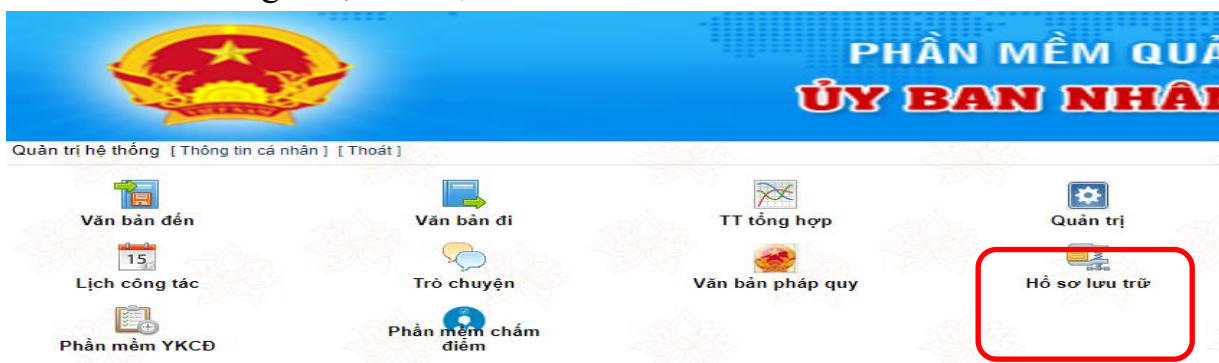 PHẦN MỀM QUẢ
ỦY BAN NHÂN
Quản trị hệ thống [ Thông tin cá nhân ] [ Thoát ]
Văn bản đến Văn bản đi TT tổng hợp Quản trị
15
Lịch công tác Trò chuyện Văn bản pháp quy Hồ sơ lưu trữ
Phần mềm YKCĐ Phần mềm chấm
điểm